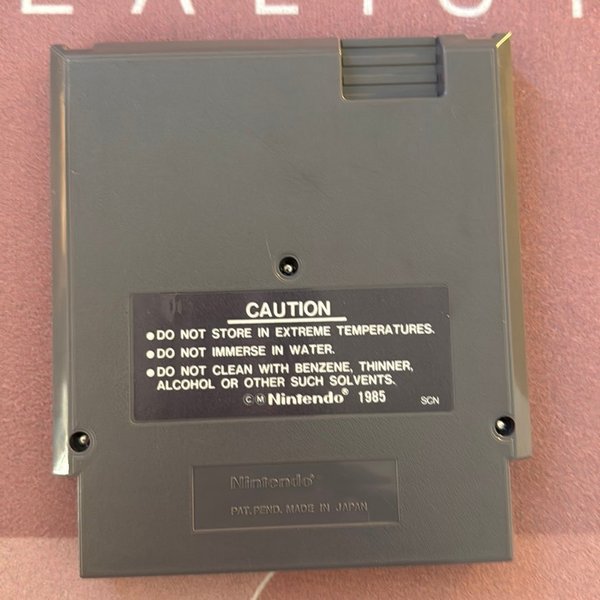 CAUTION
●DO NOT STORE IN EXTREME TEMPERATURES.
●DO NOT IMMERSE IN WATER.
●DO NOT CLEAN WITH BENZENE, THINNER,
ALCOHOL OR OTHER SUCH SOLVENTS.
ⒸⓂ Nintendo® 1985 SCN
Nintendo®
PAT. PEND. MADE IN JAPAN